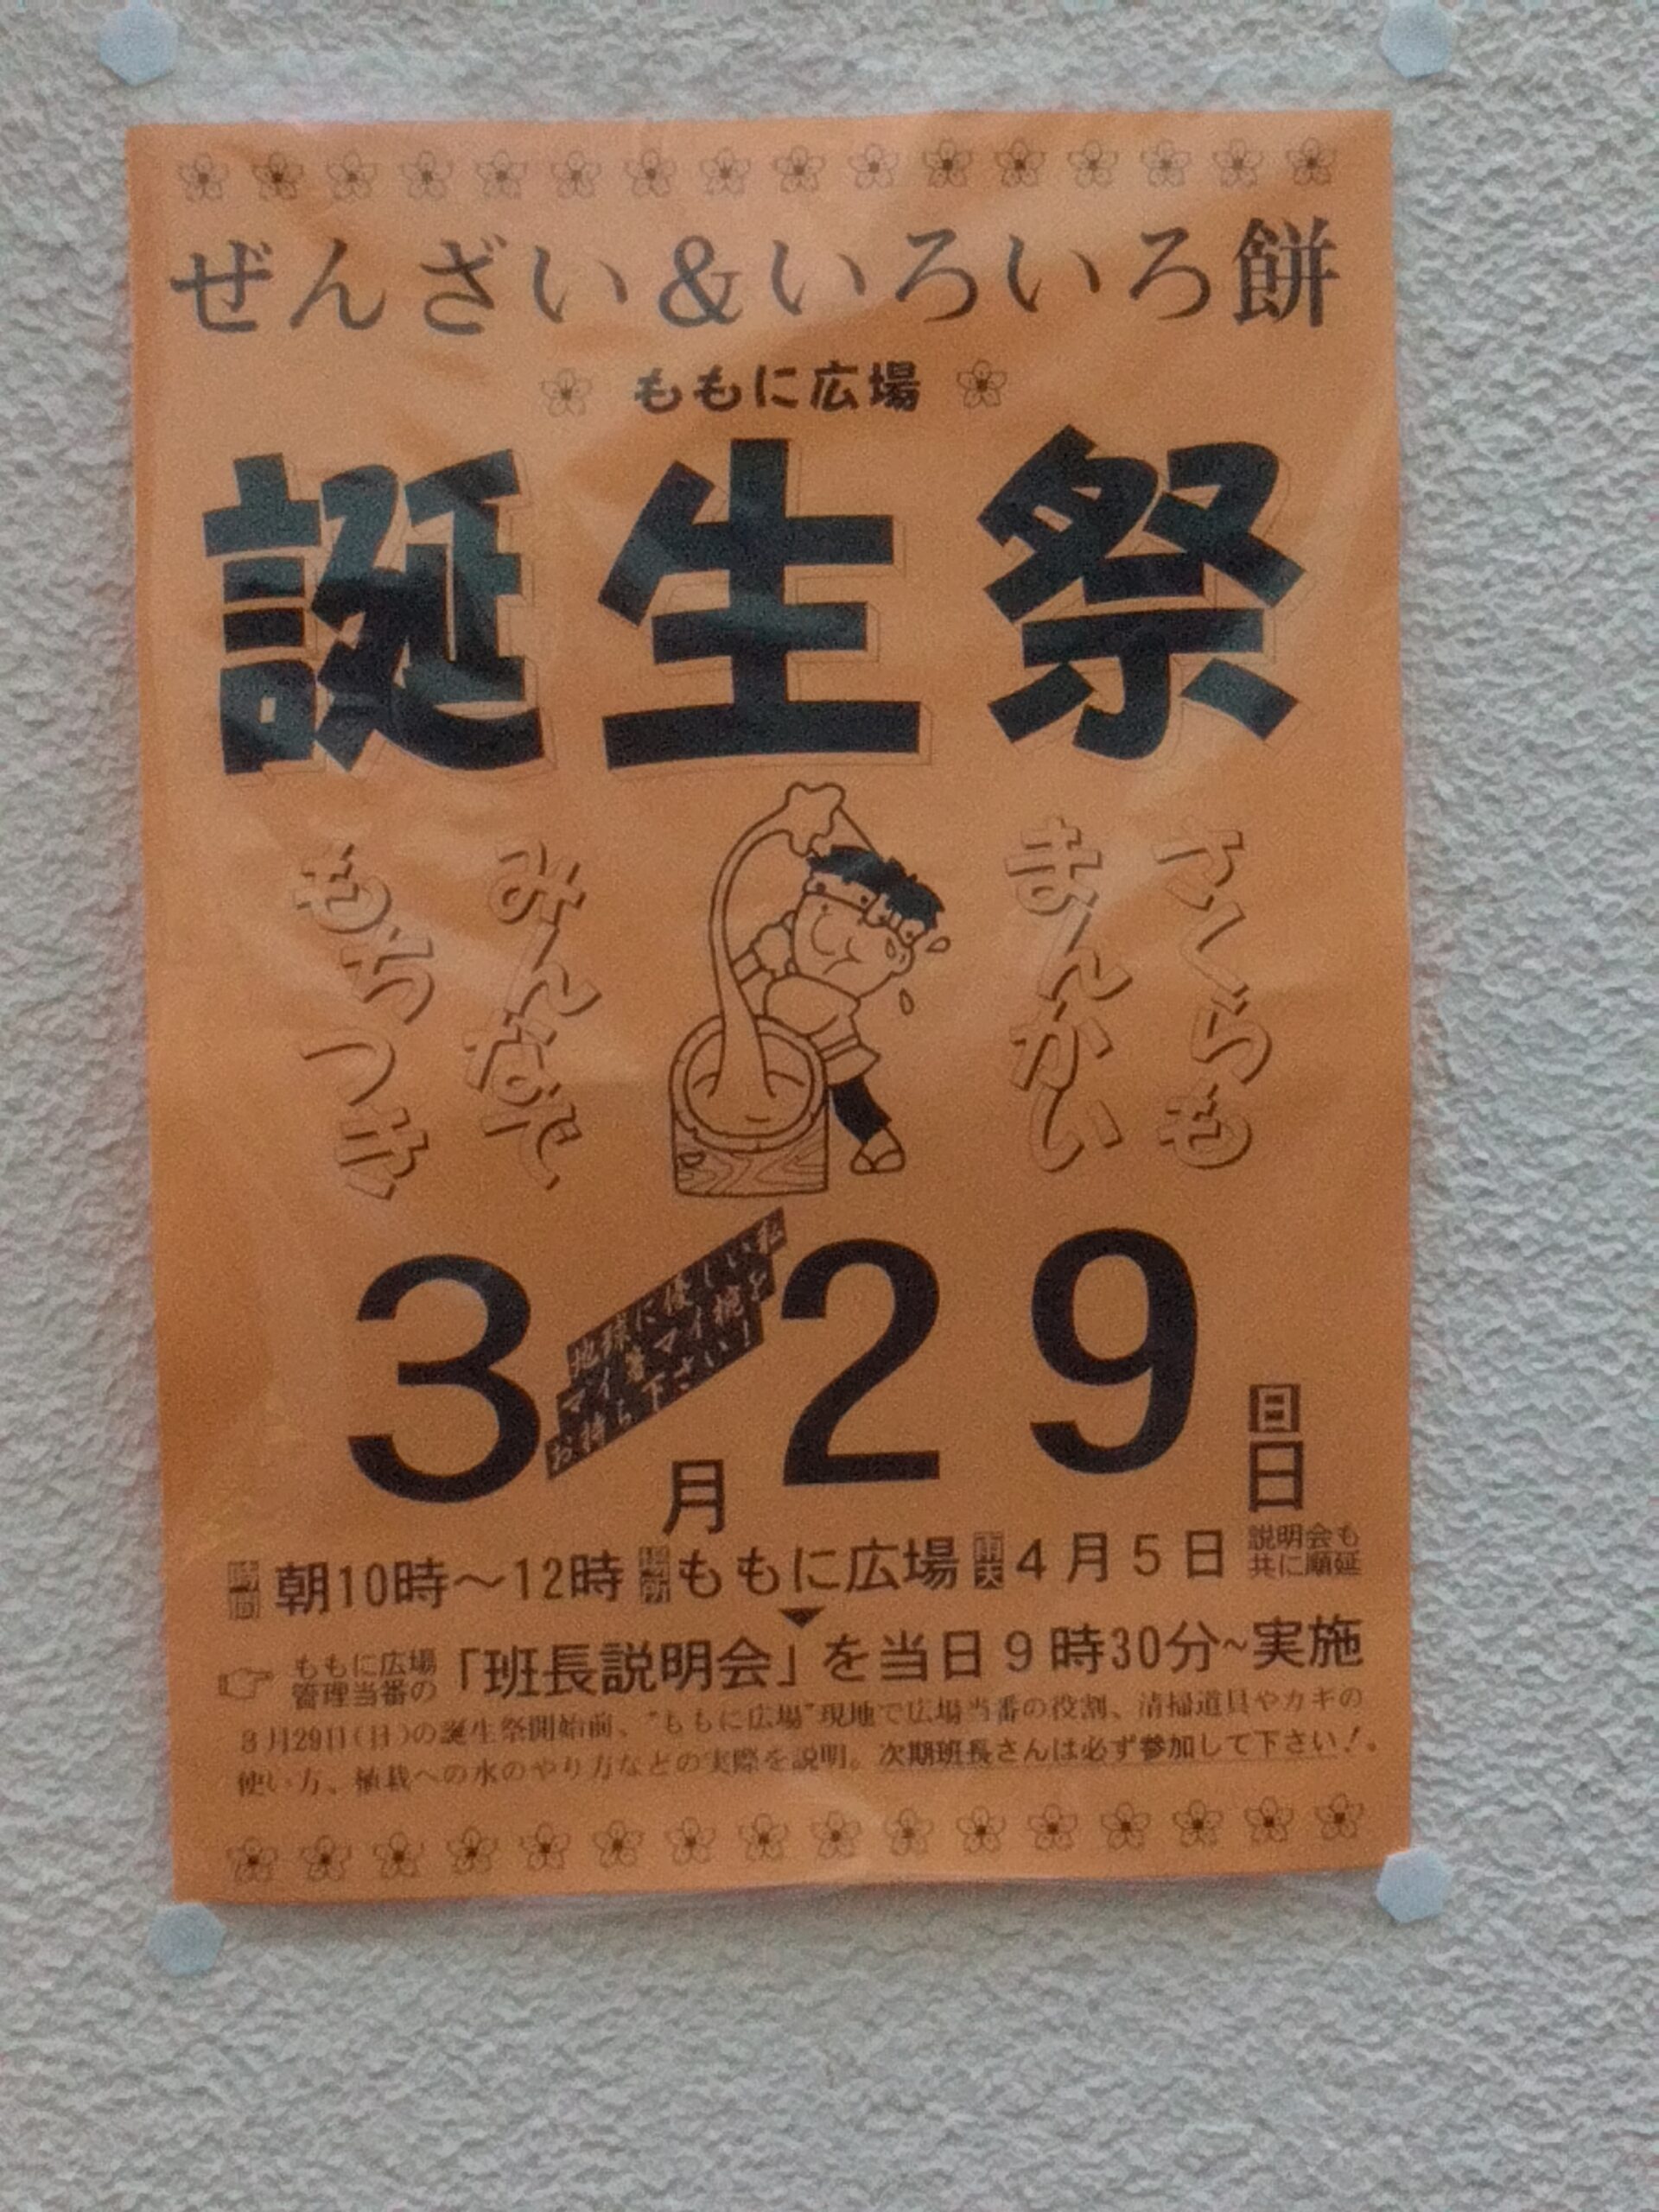 ぜんざい&いろいろ餅
ももに広場
誕生祭
さくらも
まんかい
みんなで
もちつき
3月29日日
地球に優しい私
マイ箸マイ椀を
お持ち下さい!
時間 朝10時～12時 場所 ももに広場 雨天 4月5日 説明会も
共に順延
ももに広場
管理当番の「班長説明会」を当日9時30分~実施
3月29日(日)の誕生祭開始前、"ももに広場"現地で広場当番の役割、清掃道具やカギの
使い方、植栽への水のやり方などの実際を説明。次期班長さんは必ず参加して下さい!。